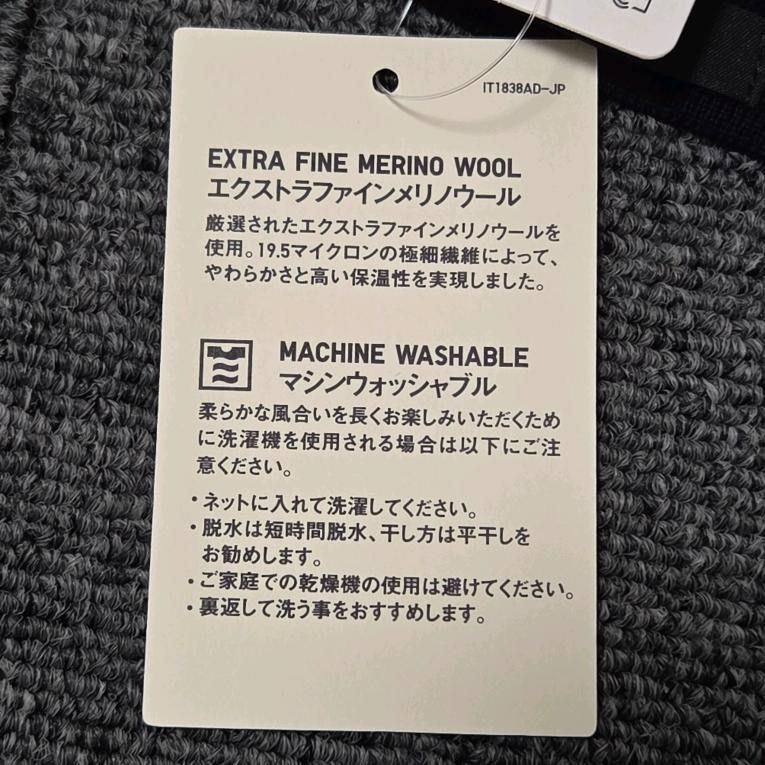 IT1838AD-JP
EXTRA FINE MERINO WOOL
エクストラファインメリノウール
厳選されたエクストラファインメリノウールを
使用。19.5マイクロンの極細繊維によって、
やわらかさと高い保温性を実現しました。
MACHINE WASHABLE
マシンウォッシャブル
柔らかな風合いを長くお楽しみいただくため
に洗濯機を使用される場合は以下にご注
意ください。
・ネットに入れて洗濯してください。
・脱水は短時間脱水、干し方は平干しを
お勧めします。
・ご家庭での乾燥機の使用は避けてください。
・裏返して洗う事をおすすめします。